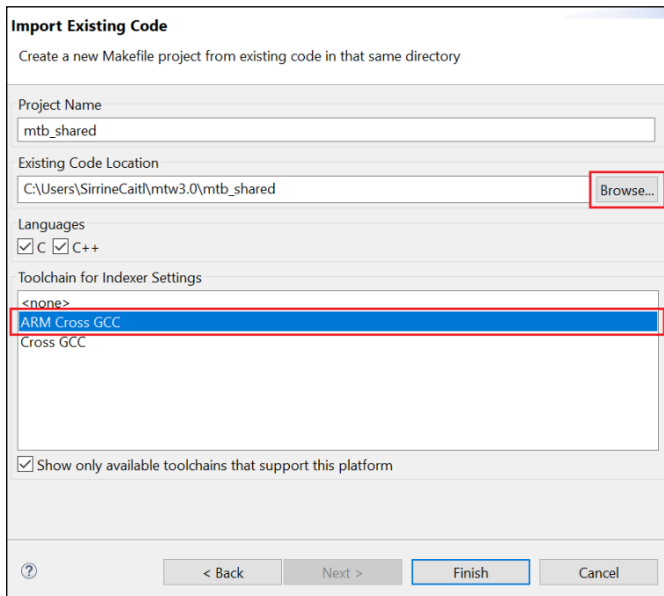 Import Existing Code
Create a new Makefile project from existing code in that same directory
Project Name
mtb_shared
Existing Code Location
C:\Users\SirrineCaitl\mtw3.0\mtb_shared
Browse...
Languages
C C++
Toolchain for Indexer Settings
<none>
ARM Cross GCC
Cross GCC
Show only available toolchains that support this platform
? < Back Next > Finish Cancel